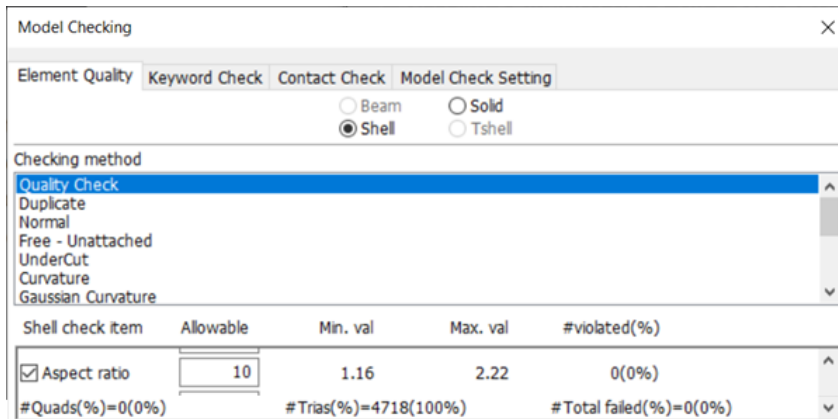 Model Checking
Element Quality Keyword Check Contact Check Model Check Setting
Beam Solid
Shell Tshell
Checking method
Quality Check
Duplicate
Normal
Free - Unattached
UnderCut
Curvature
Gaussian Curvature
Shell check item Allowable Min. val Max. val #violated(%)
Aspect ratio 10 1.16 2.22 0(0%)
#Quads(%)=0(0%) #Trias(%)=4718(100%) #Total failed(%)=0(0%)